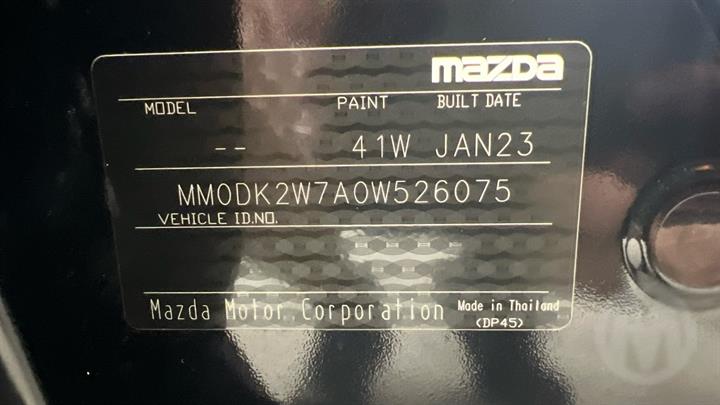 mazda
MODEL PAINT BUILT DATE
-- 41W JAN23
MM0DK2W7A0W526075
VEHICLE ID.NO.
Mazda Motor Corporation Made in Thailand
(DP45)
M